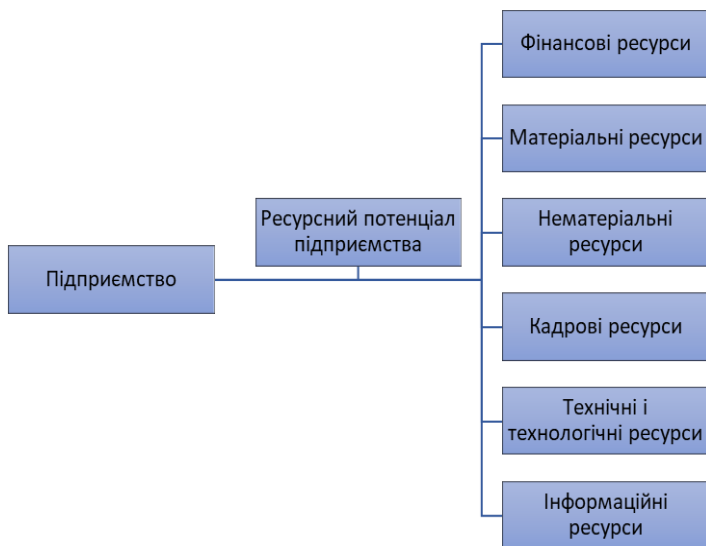 Підприємство
Ресурсний потенціал
підприємства
Фінансові ресурси
Матеріальні ресурси
Нематеріальні
ресурси
Кадрові ресурси
Технічні і
технологічні ресурси
Інформаційні
ресурси